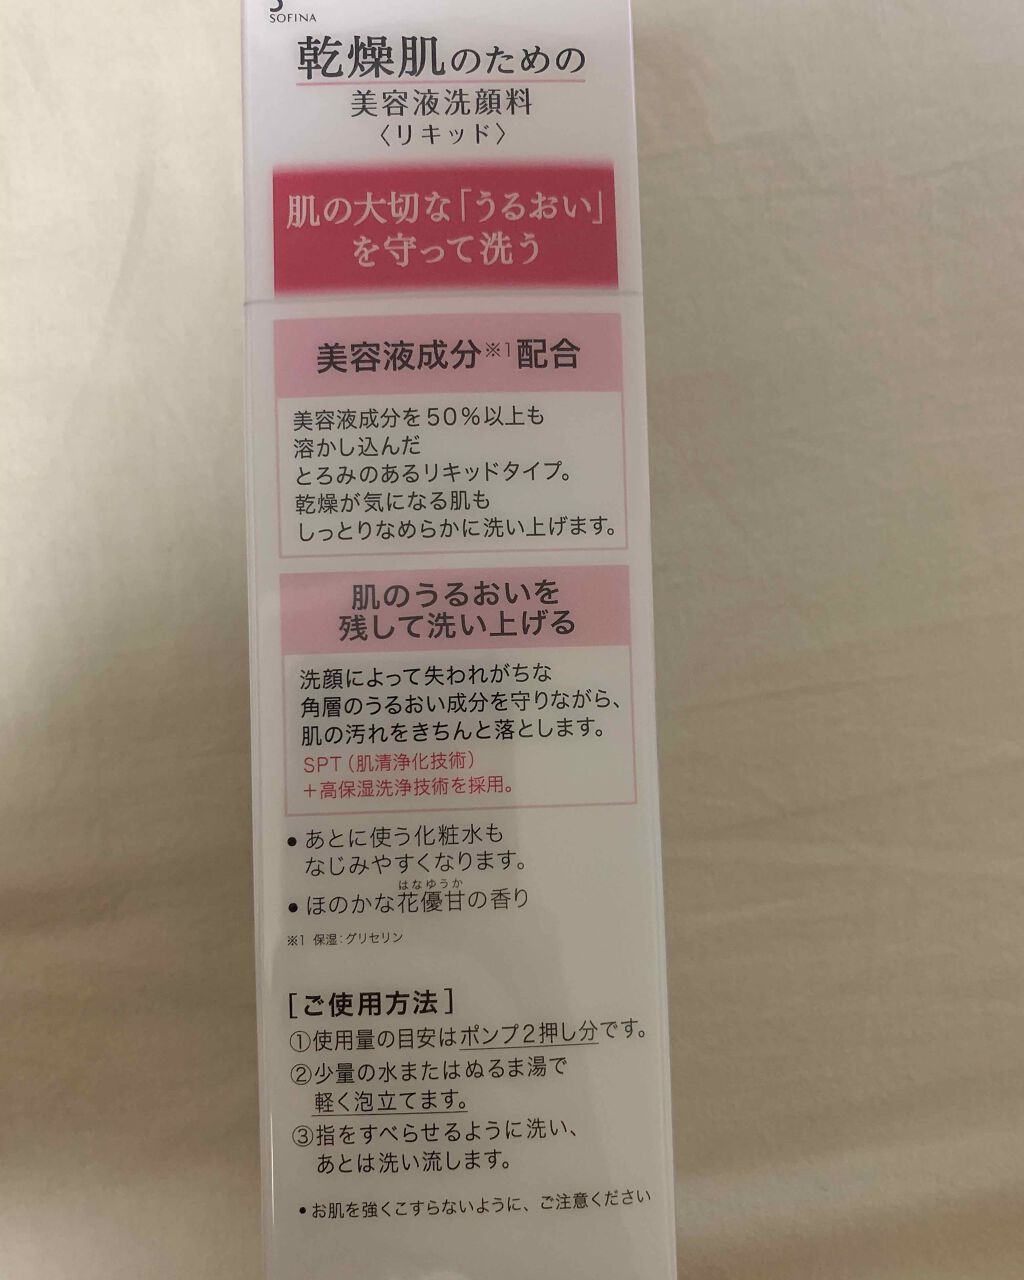 SOFINA
乾燥肌のための
美容液洗顔料
〈リキッド〉
肌の大切な「うるおい」
を守って洗う
美容液成分※1配合
美容液成分を50％以上も
溶かし込んだ
とろみのあるリキッドタイプ。
乾燥が気になる肌も
しっとりなめらかに洗い上げます。
肌のうるおいを
残して洗い上げる
洗顔によって失われがちな
角層のうるおい成分を守りながら、
肌の汚れをきちんと落とします。
SPT（肌清浄化技術）
＋高保湿洗浄技術を採用。
●あとに使う化粧水も
なじみやすくなります。
はなゆうか
●ほのかな花優甘の香り
※1 保湿：グリセリン
［ご使用方法］
①使用量の目安はポンプ2押し分です。
②少量の水またはぬるま湯で
軽く泡立てます。
③指をすべらせるように洗い、
あとは洗い流します。
•お肌を強くこすらないように、ご注意ください